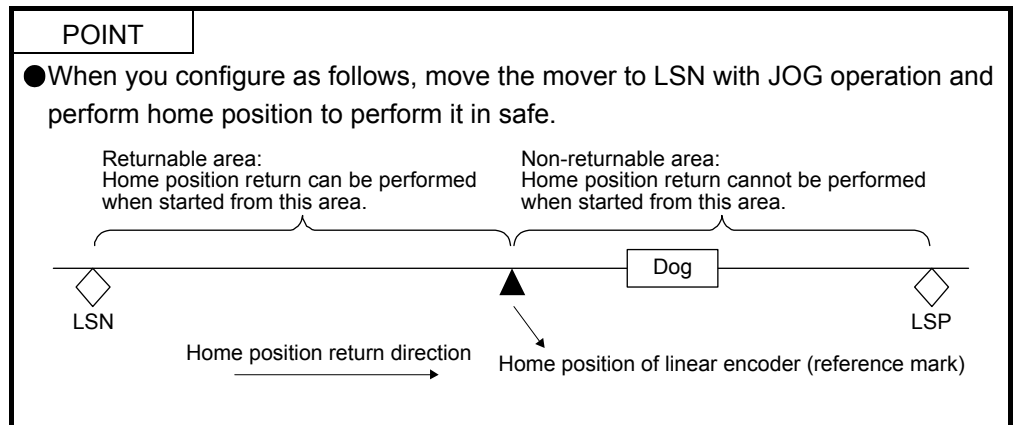 POINT
●When you configure as follows, move the mover to LSN with JOG operation and
perform home position to perform it in safe.
Returnable area:
Home position return can be performed
when started from this area.
Non-returnable area:
Home position return cannot be performed
when started from this area.
Dog
LSN
LSP
Home position return direction
Home position of linear encoder (reference mark)